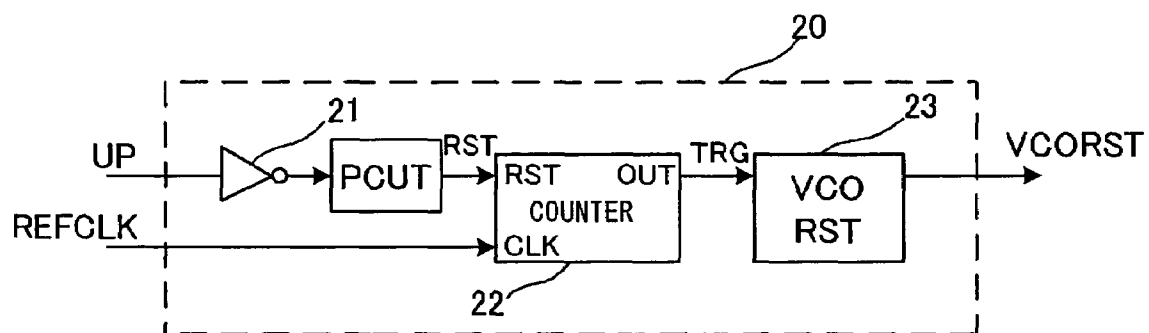 20
21
23
UP
PCUT
RST
RST
OUT
COUNTER
CLK
TRG
VCO
RST
VCORST
REFCLK
22